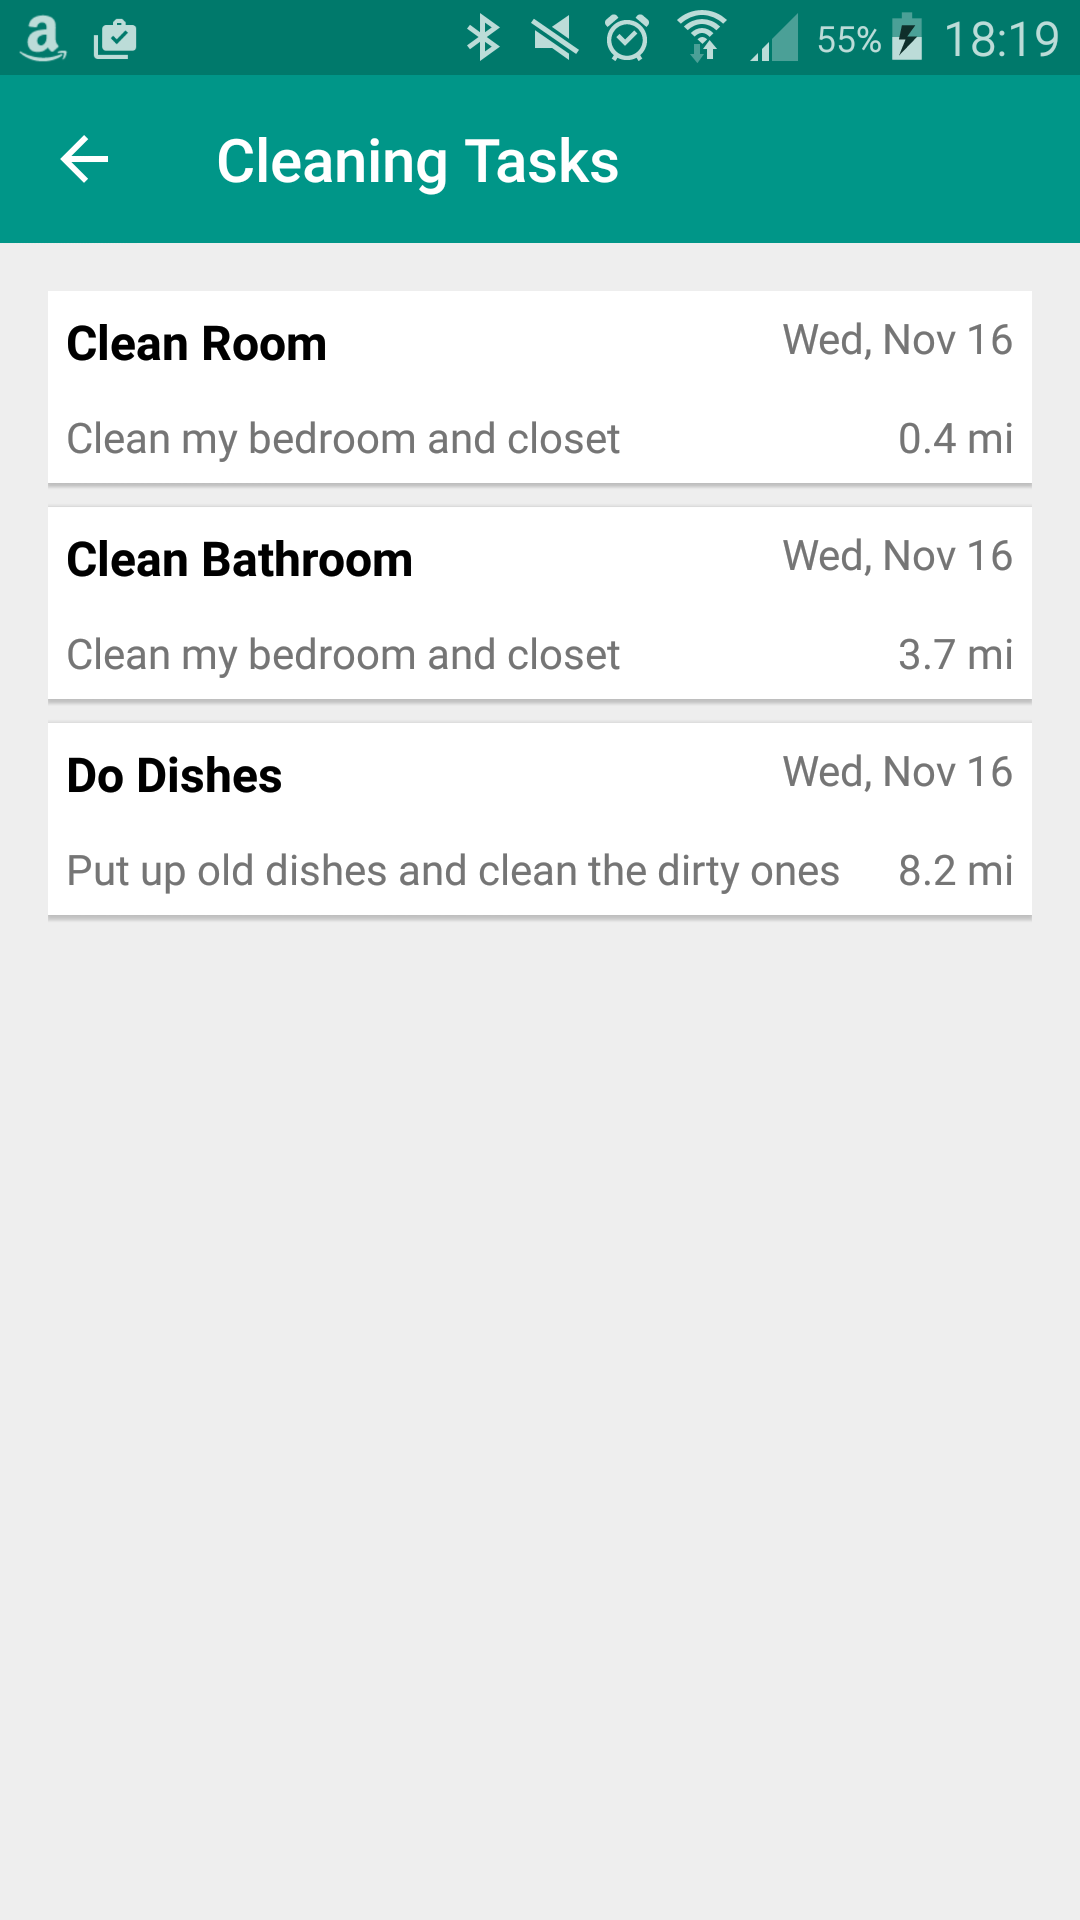 a 55% 18:19
Cleaning Tasks
Clean Room Wed, Nov 16
Clean my bedroom and closet 0.4 mi
Clean Bathroom Wed, Nov 16
Clean my bedroom and closet 3.7 mi
Do Dishes Wed, Nov 16
Put up old dishes and clean the dirty ones 8.2 mi